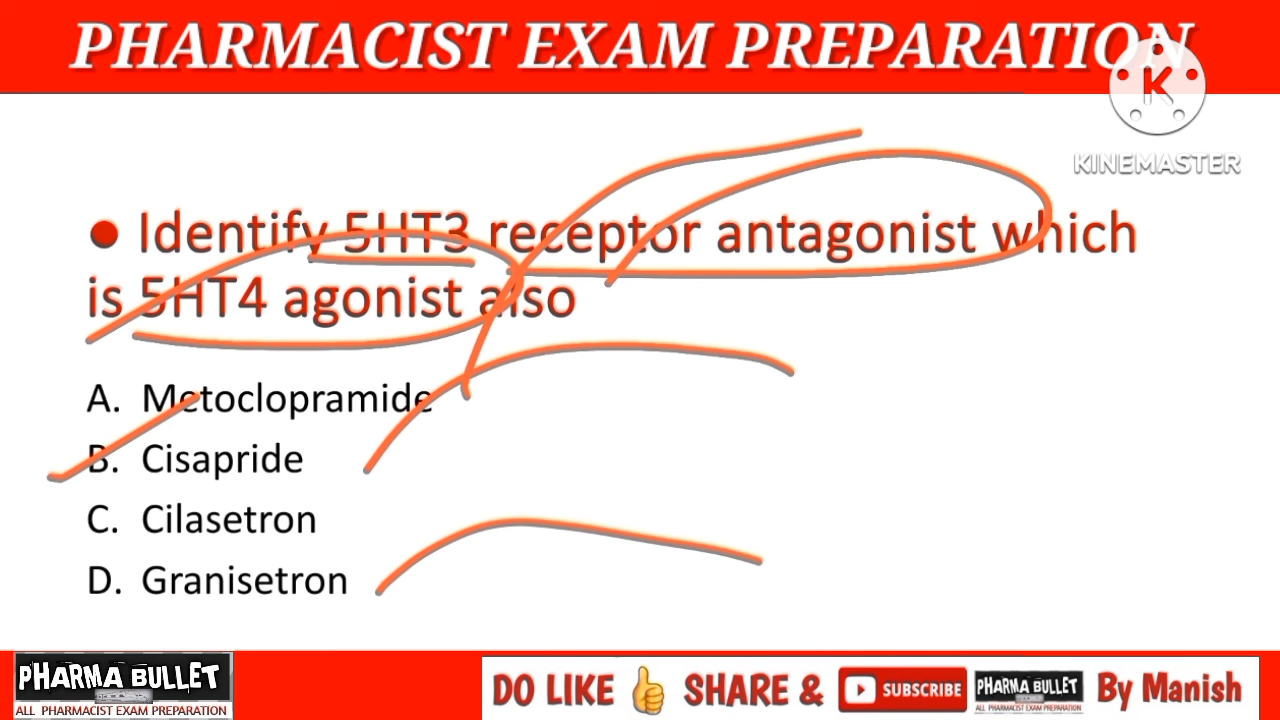 PHARMACIST EXAM PREPARATION
K
KINEMASTER
● Identify 5HT3 receptor antagonist which
is 5HT4 agonist also
A. Metoclopramide
B. Cisapride
C. Cilasetron
D. Granisetron
PHARMA BULLET
ALL PHARMACIST EXAM PREPARATION
DO LIKE 👍 SHARE & SUBSCRIBE PHARMA BULLET By Manish
ALL PHARMACIST EXAM PREPARATION